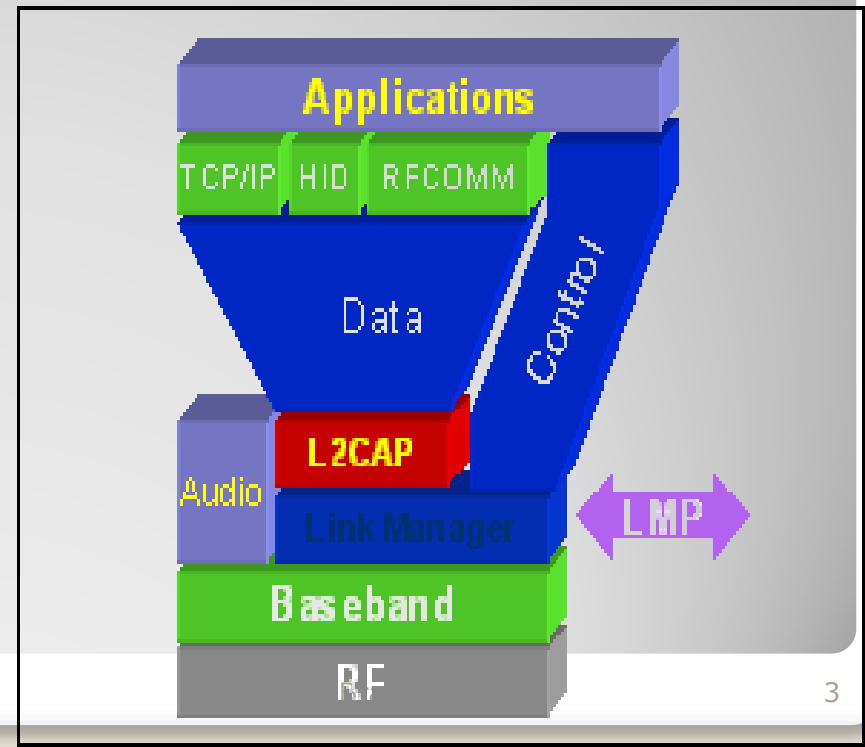 Applications
TCP/IP HID RFCOMM
Data
Control
L2CAP
Audio
Link Manager
LMP
Baseband
RF
3